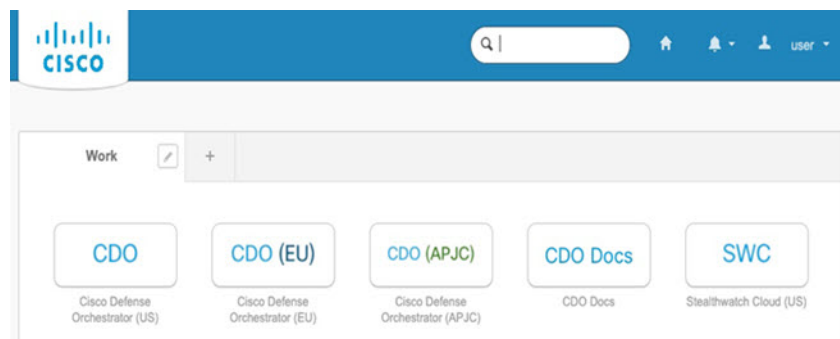 CISCO
user
Work
+
CDO
CDO (EU)
CDO (APJC)
CDO Docs
SWC
Cisco Defense
Orchestrator (US)
Cisco Defense
Orchestrator (EU)
Cisco Defense
Orchestrator (APJC)
CDO Docs
Stealthwatch Cloud (US)